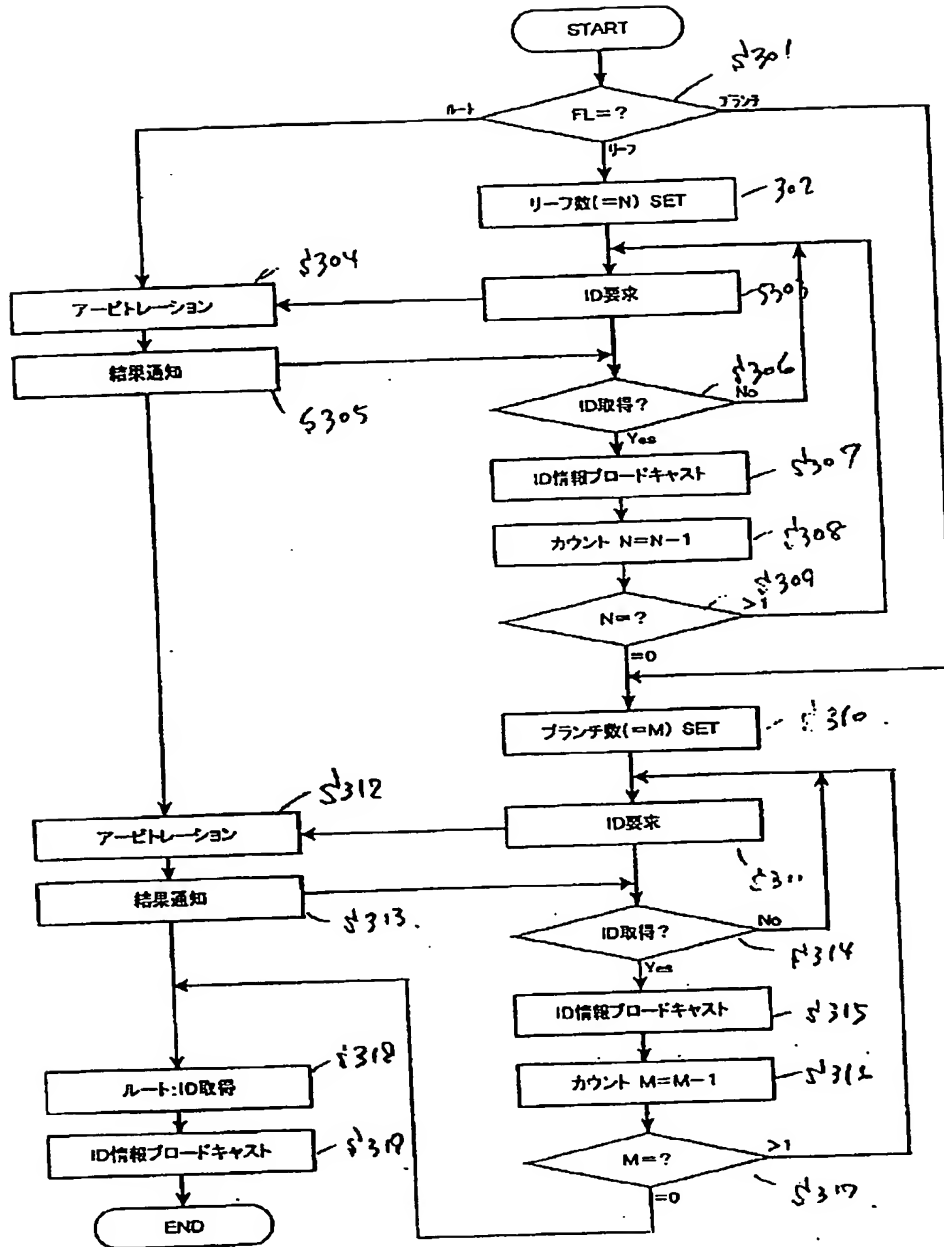 START
S301
ルート
FL=?
ブランチ
リーフ
リーフ数(=N) SET
302
S304
アービトレーション
ID要求
S303
結果通知
S305
S306
ID取得?
No
Yes
ID情報ブロードキャスト
S307
カウント N=N-1
S308
S309
N=?
>1
=0
ブランチ数(=M) SET
S310
S312
アービトレーション
ID要求
S311
結果通知
S313
ID取得?
No
S314
Yes
ID情報ブロードキャスト
S315
S318
ルート:ID取得
カウント M=M-1
ID情報ブロードキャスト
S319
M=?
>1
S317
=0
END